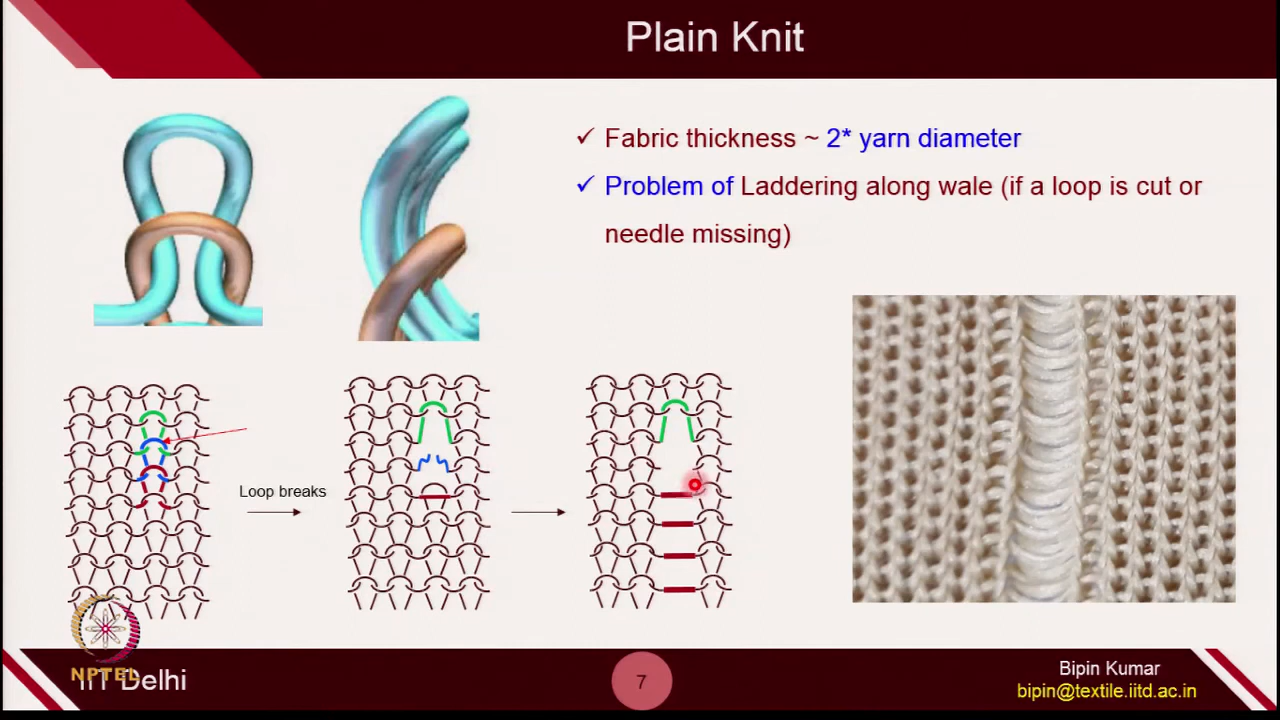 Plain Knit
✓ Fabric thickness ~ 2* yarn diameter
✓ Problem of Laddering along wale (if a loop is cut or
needle missing)
Loop breaks
NPTEL
IIT Delhi
7
Bipin Kumar
bipin@textile.iitd.ac.in